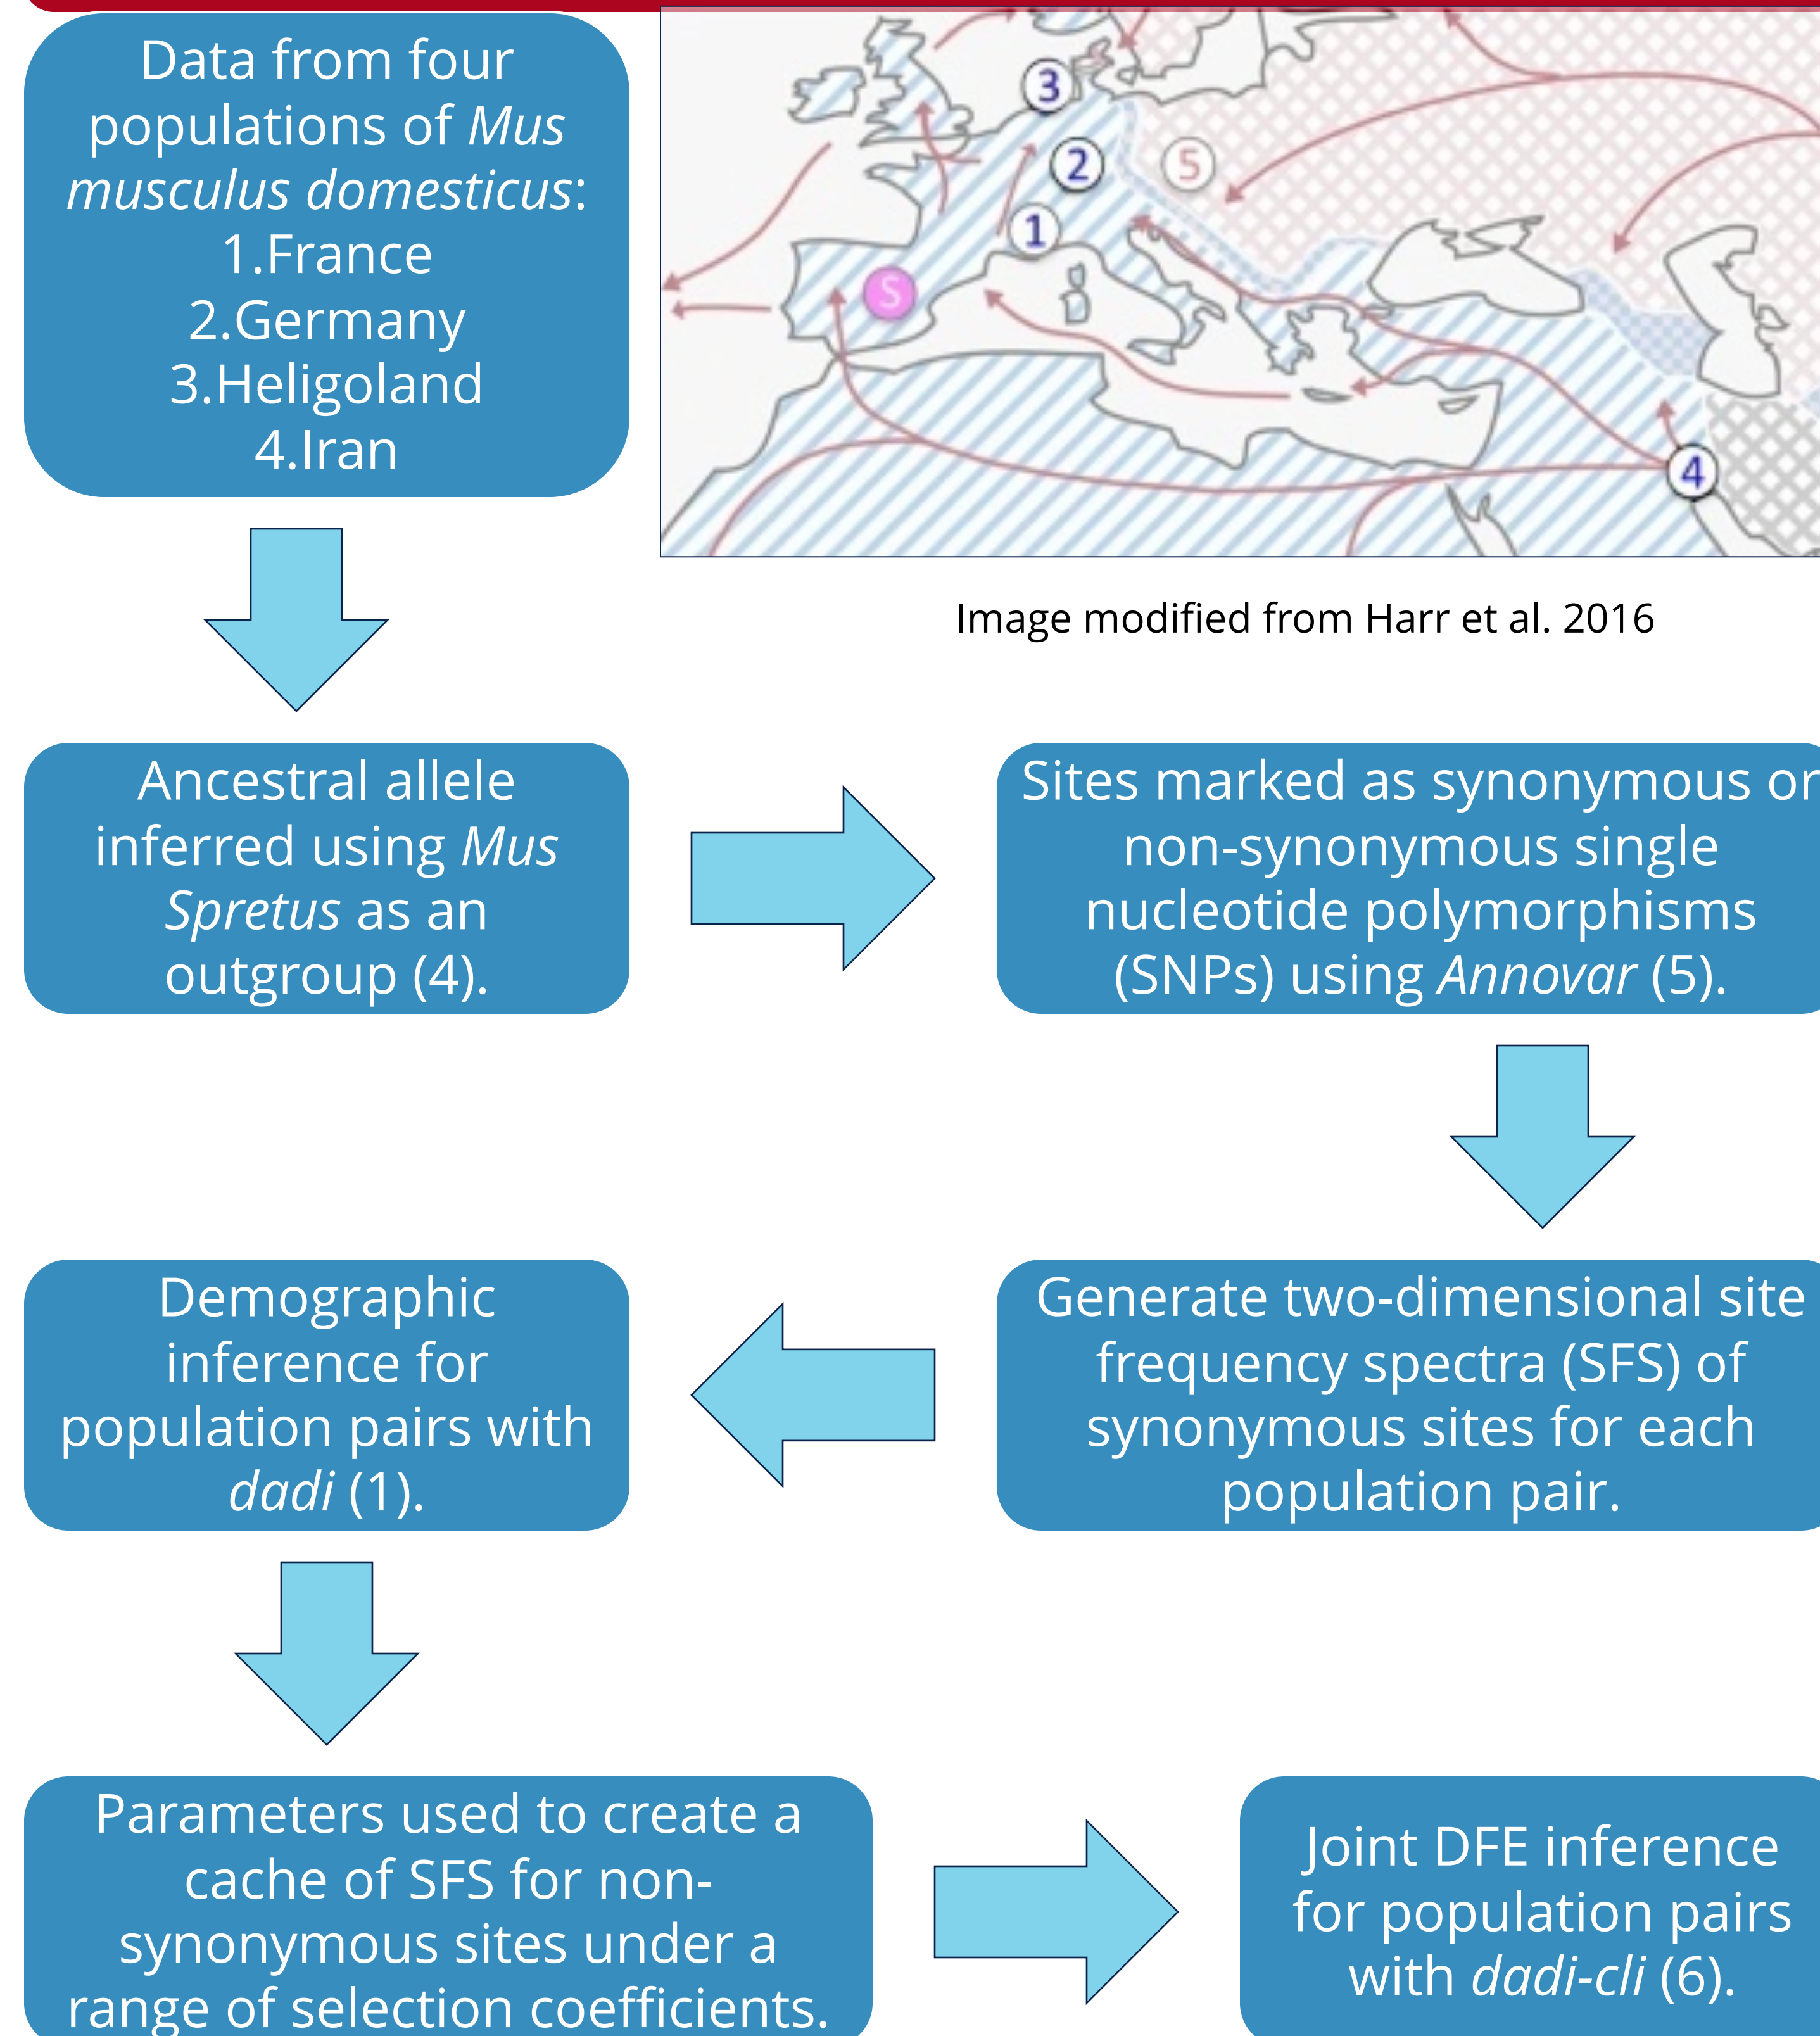 Data from four
populations of Mus
musculus domesticus:
1.France
2.Germany
3.Heligoland
4.Iran
3
2
5
1
S
4
Image modified from Harr et al. 2016
Ancestral allele
inferred using Mus
Spretus as an
outgroup (4).
Sites marked as synonymous or
non-synonymous single
nucleotide polymorphisms
(SNPs) using Annovar (5).
Generate two-dimensional site
frequency spectra (SFS) of
synonymous sites for each
population pair.
Demographic
inference for
population pairs with
dadi (1).
Parameters used to create a
cache of SFS for non-
synonymous sites under a
range of selection coefficients.
Joint DFE inference
for population pairs
with dadi-cli (6).